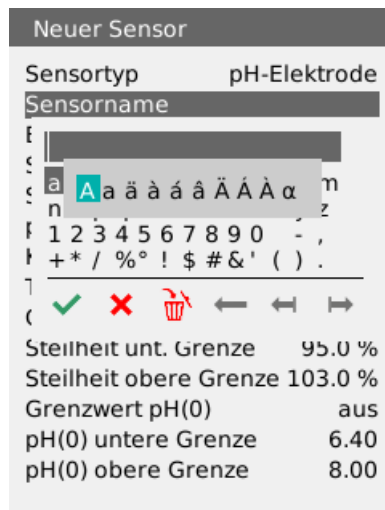 Neuer Sensor
Sensortyp pH-Elektrode
Sensorname
A a ä à á â Ä Á À α
1 2 3 4 5 6 7 8 9 0 - ,
+ * / % ° ! $ # & ' ( ) .
Steilheit unt. Grenze 95.0 %
Steilheit obere Grenze 103.0 %
Grenzwert pH(0) aus
pH(0) untere Grenze 6.40
pH(0) obere Grenze 8.00